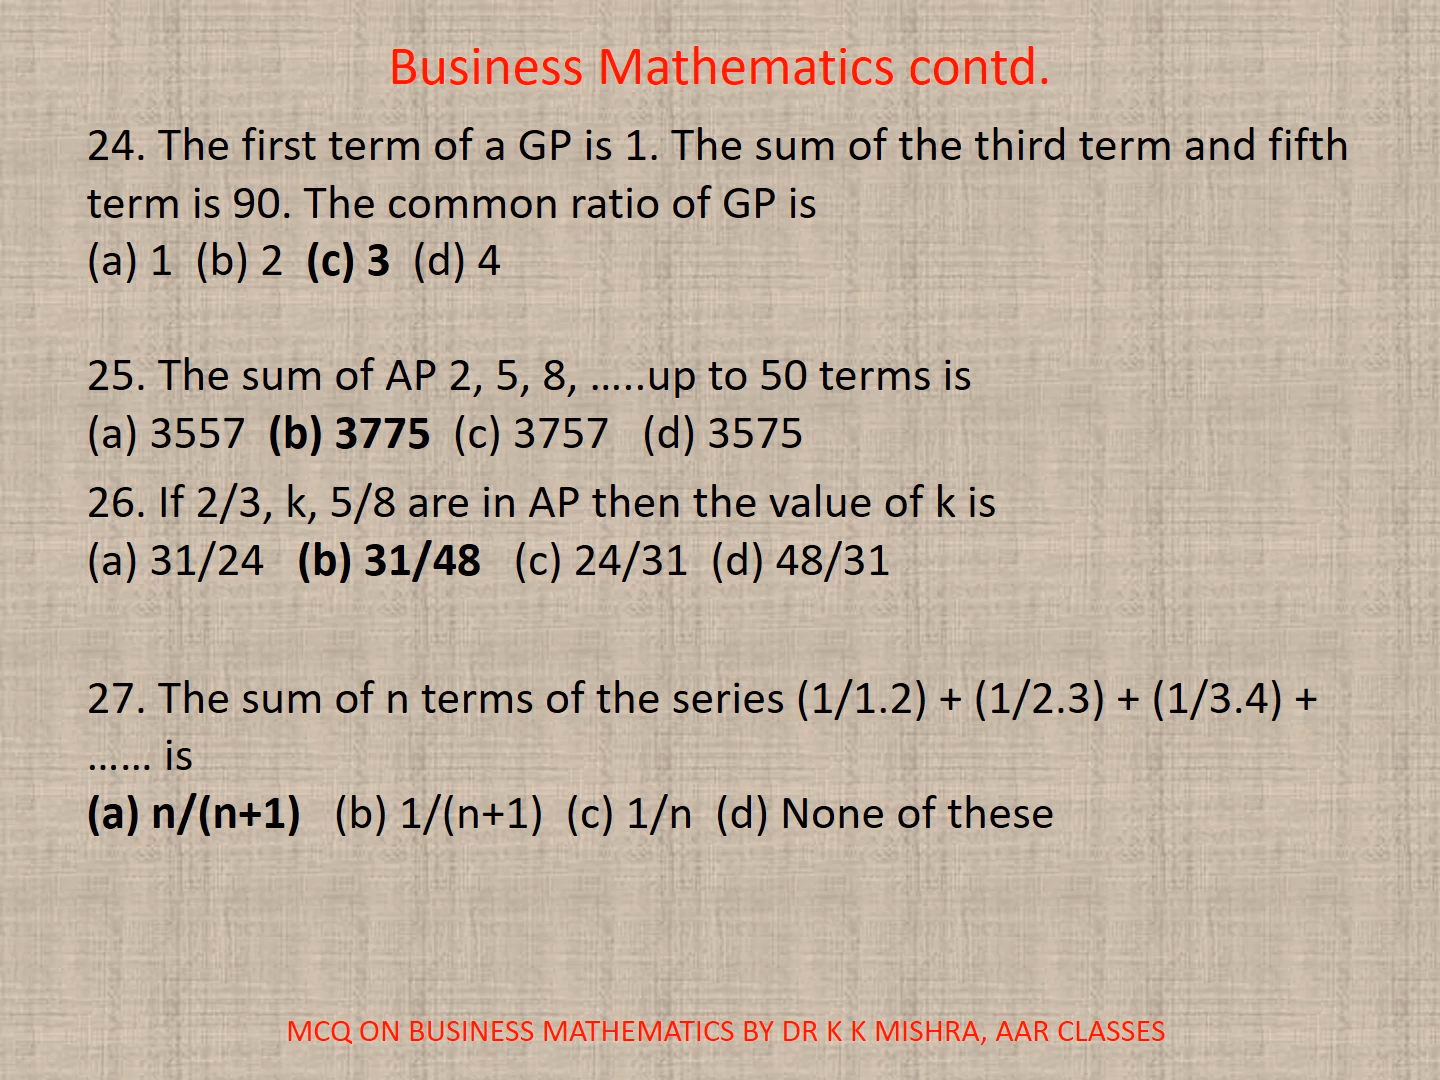 Business Mathematics contd.
24. The first term of a GP is 1. The sum of the third term and fifth
term is 90. The common ratio of GP is
(a) 1  (b) 2  (c) 3  (d) 4
25. The sum of AP 2, 5, 8, …..up to 50 terms is
(a) 3557  (b) 3775  (c) 3757   (d) 3575
26. If 2/3, k, 5/8 are in AP then the value of k is
(a) 31/24   (b) 31/48   (c) 24/31  (d) 48/31
27. The sum of n terms of the series (1/1.2) + (1/2.3) + (1/3.4) +
…… is
(a) n/(n+1)   (b) 1/(n+1)  (c) 1/n  (d) None of these
MCQ ON BUSINESS MATHEMATICS BY DR K K MISHRA, AAR CLASSES